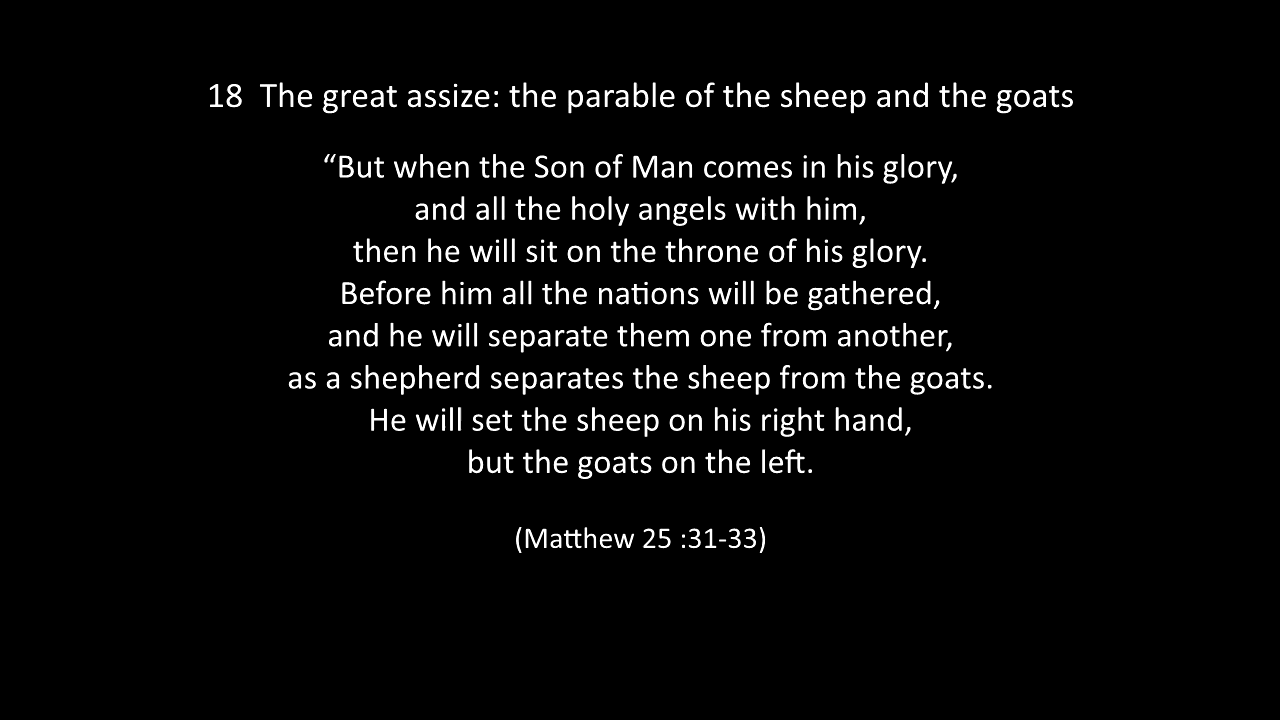 18  The great assize: the parable of the sheep and the goats
“But when the Son of Man comes in his glory,
and all the holy angels with him,
then he will sit on the throne of his glory.
Before him all the nations will be gathered,
and he will separate them one from another,
as a shepherd separates the sheep from the goats.
He will set the sheep on his right hand,
but the goats on the left.
(Matthew 25 :31-33)